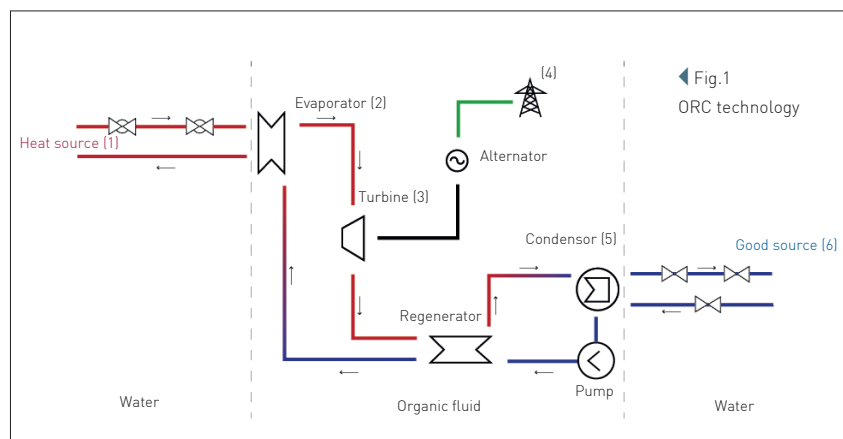 (4)
Fig.1
ORC technology
Evaporator (2)
Heat source (1)
Alternator
Turbine (3)
Condensor (5)
Good source (6)
Regenerator
Pump
Water
Organic fluid
Water